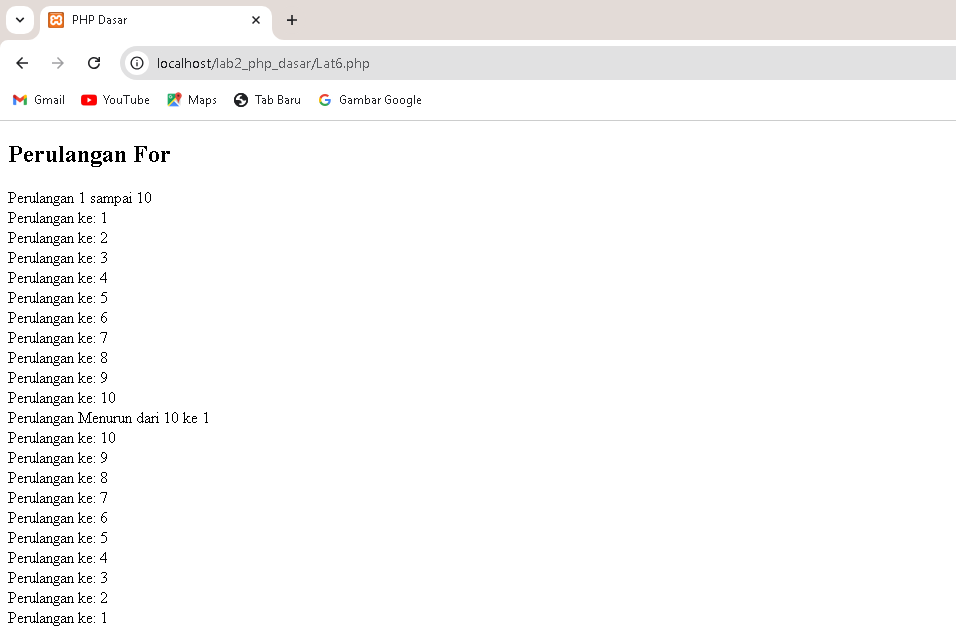 PHP Dasar
localhost/lab2_php_dasar/Lat6.php
Gmail YouTube Maps Tab Baru Gambar Google
Perulangan For
Perulangan 1 sampai 10
Perulangan ke: 1
Perulangan ke: 2
Perulangan ke: 3
Perulangan ke: 4
Perulangan ke: 5
Perulangan ke: 6
Perulangan ke: 7
Perulangan ke: 8
Perulangan ke: 9
Perulangan ke: 10
Perulangan Menurun dari 10 ke 1
Perulangan ke: 10
Perulangan ke: 9
Perulangan ke: 8
Perulangan ke: 7
Perulangan ke: 6
Perulangan ke: 5
Perulangan ke: 4
Perulangan ke: 3
Perulangan ke: 2
Perulangan ke: 1